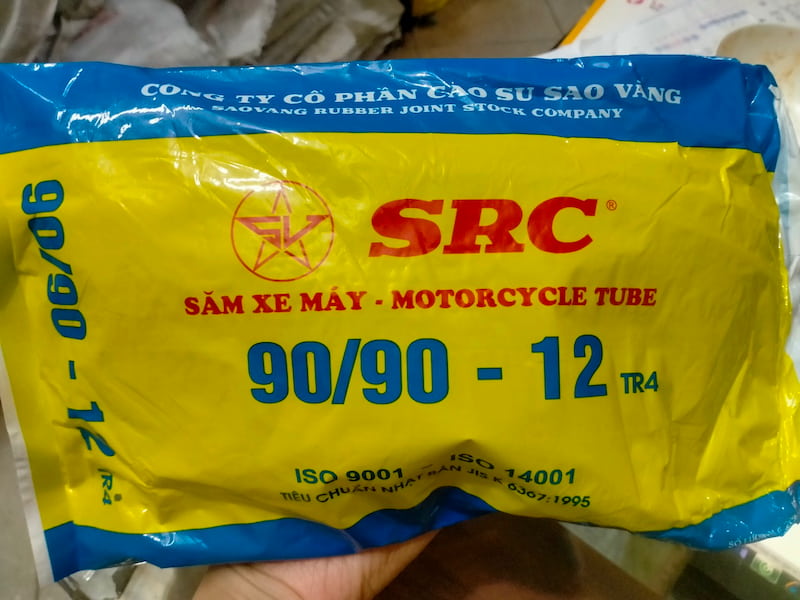 CÔNG TY CỔ PHẦN CAO SU SAO VÀNG
SAOVANG RUBBER JOINT STOCK COMPANY
SV
SRC®
SĂM XE MÁY - MOTORCYCLE TUBE
90/90 - 12 TR4
90/90 - 12 TR4
ISO 9001 - ISO 14001
TIÊU CHUẨN NHẬT BẢN JIS K 6367:1995